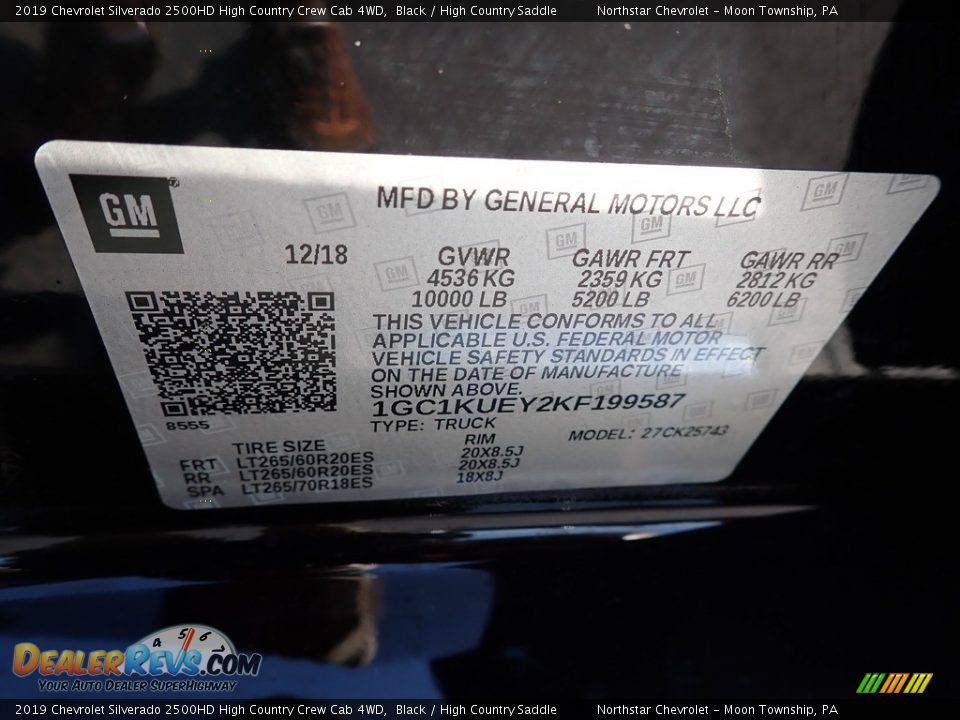 2019 Chevrolet Silverado 2500HD High Country Crew Cab 4WD, Black / High Country Saddle Northstar Chevrolet - Moon Township, PA
GM
MFD BY GENERAL MOTORS LLC
12/18 GVWR GAWR FRT GAWR RR
4536 KG 2359 KG 2812 KG
10000 LB 5200 LB 6200 LB
THIS VEHICLE CONFORMS TO ALL
APPLICABLE U.S. FEDERAL MOTOR
VEHICLE SAFETY STANDARDS IN EFFECT
ON THE DATE OF MANUFACTURE
SHOWN ABOVE.
1GC1KUEY2KF199587
8555
TYPE: TRUCK MODEL: 27CK25743
TIRE SIZE RIM
FRT LT265/60R20ES 20X8.5J
RR LT265/60R20ES 20X8.5J
SPA LT265/70R18ES 18X8J
4 5 6
DealerRevs.com
Your Auto Dealer SuperHighway
2019 Chevrolet Silverado 2500HD High Country Crew Cab 4WD, Black / High Country Saddle Northstar Chevrolet - Moon Township, PA